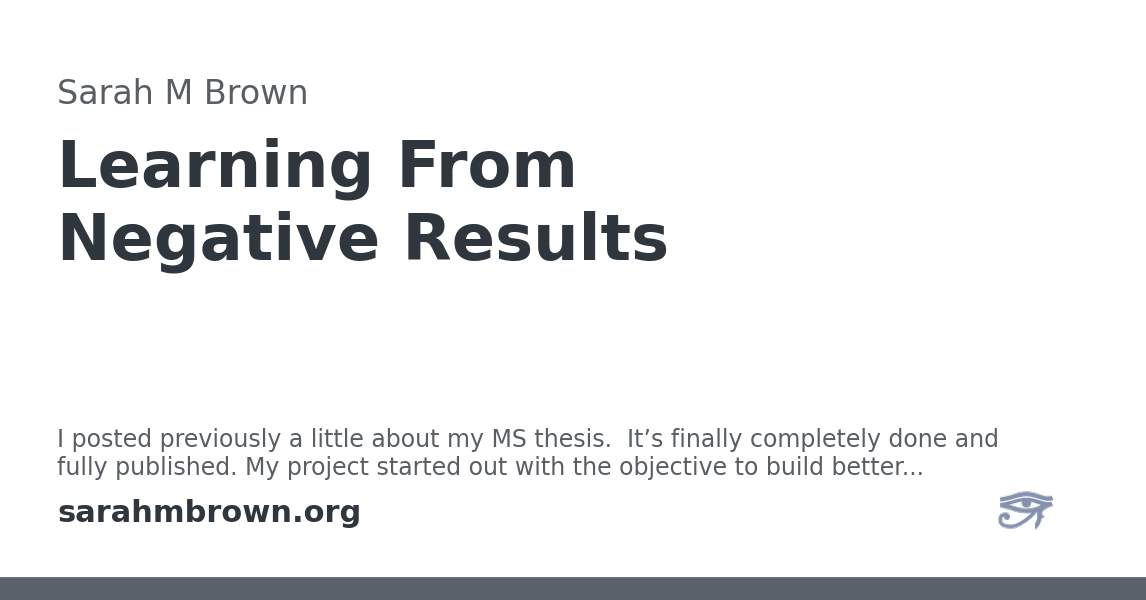 Sarah M Brown
Learning From
Negative Results
I posted previously a little about my MS thesis.  It’s finally completely done and
fully published. My project started out with the objective to build better...
sarahmbrown.org